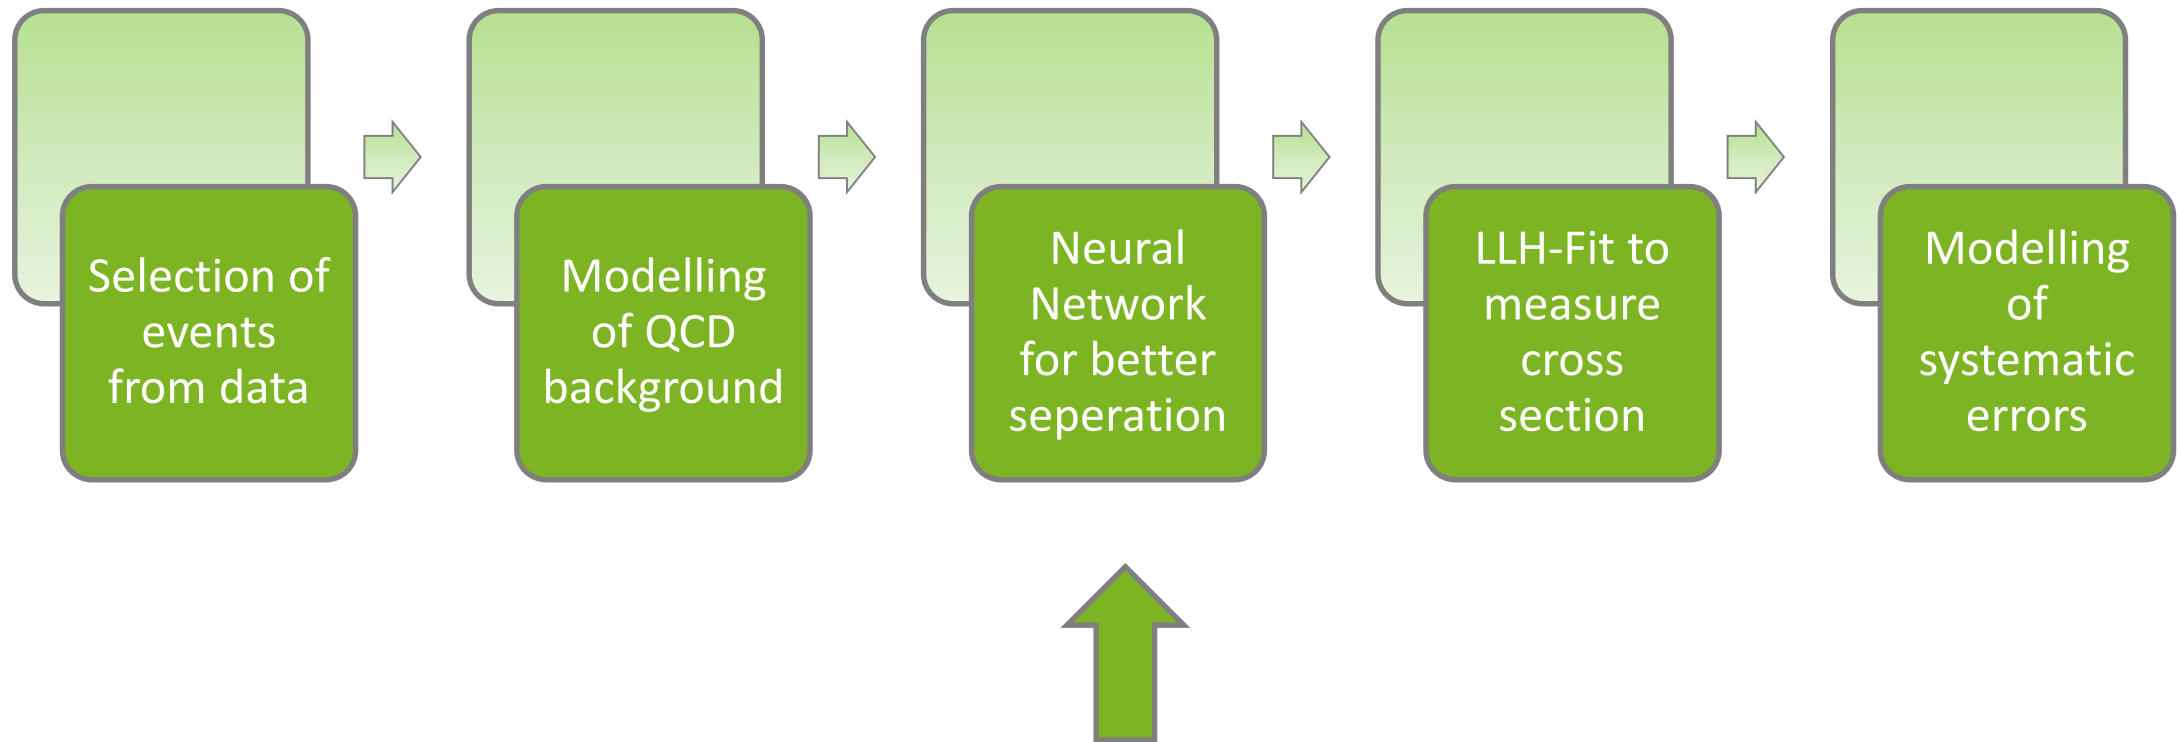 Selection of
events
from data
Modelling
of QCD
background
Neural
Network
for better
seperation
LLH-Fit to
measure
cross
section
Modelling
of
systematic
errors